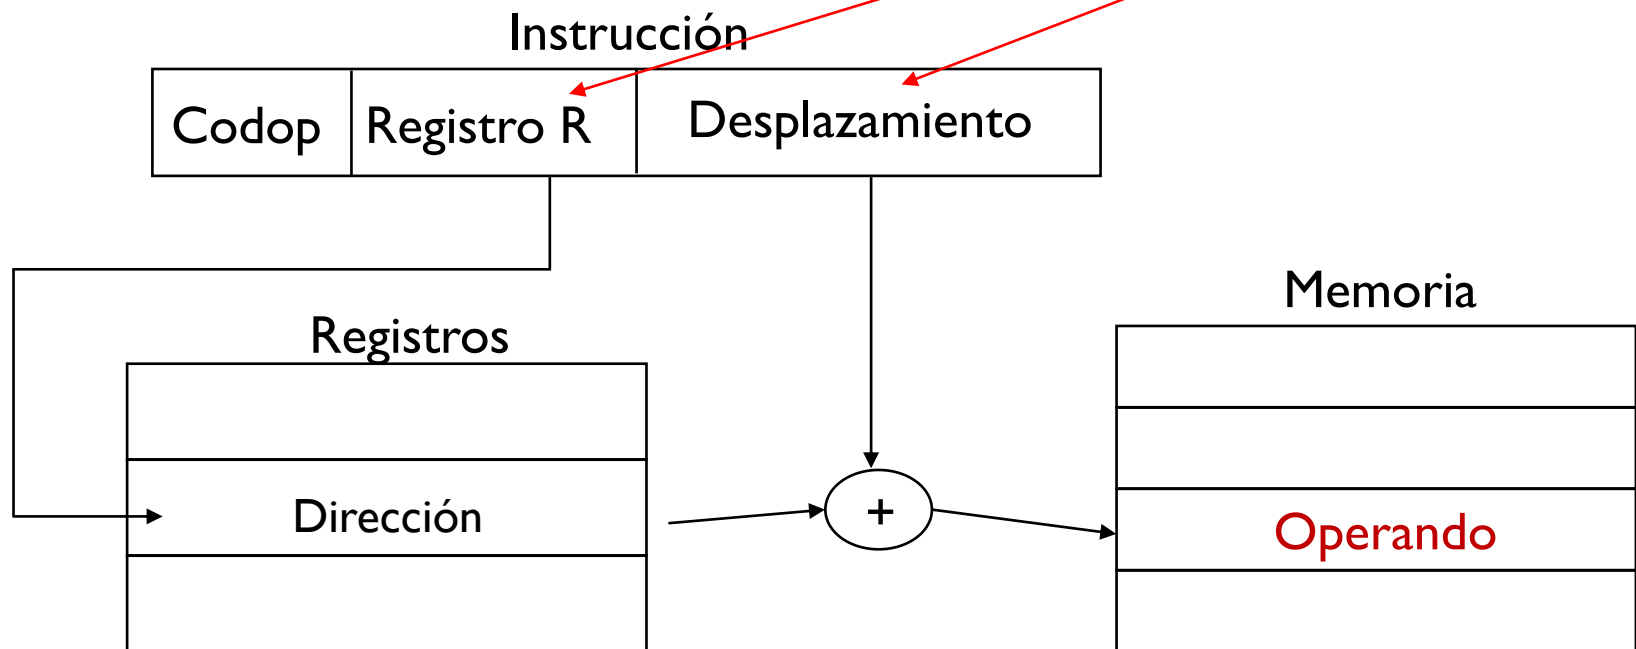 Instrucción
Codop Registro R Desplazamiento
Memoria
Registros
Dirección + Operando